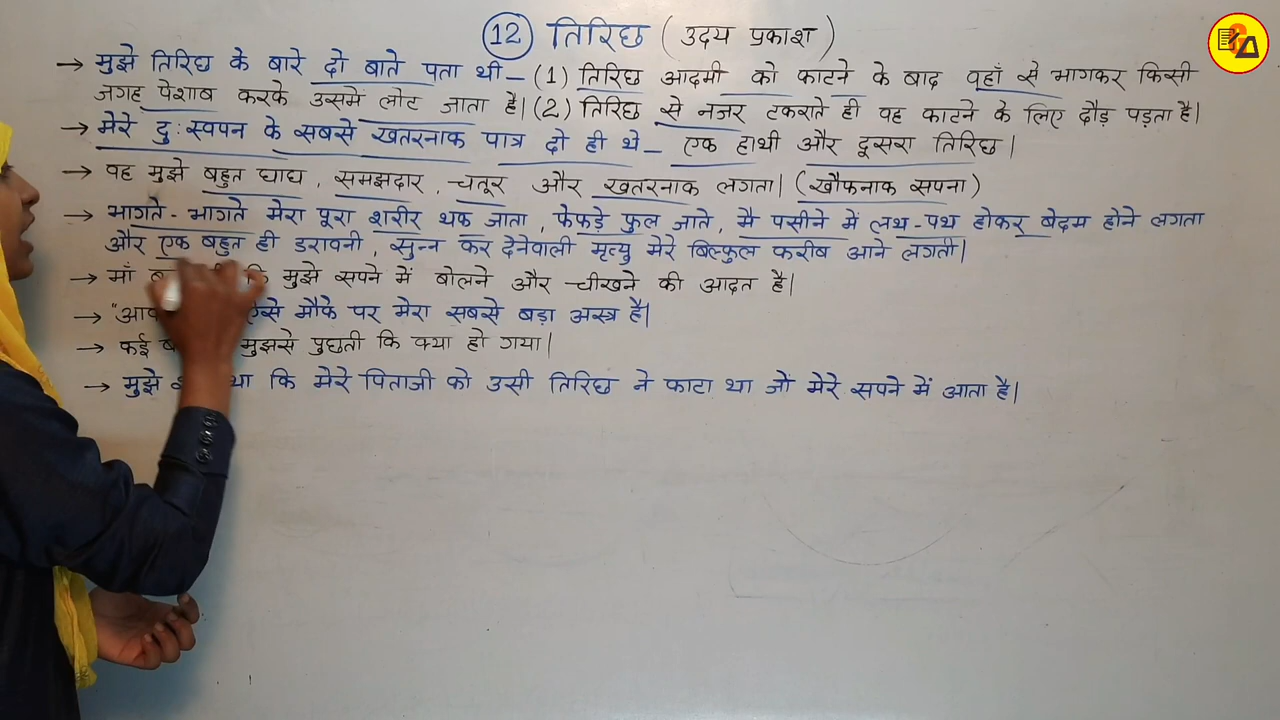 12 तिरिछ (उदय प्रकाश)
→ मुझे तिरिछ के बारे दो बाते पता थी – (1) तिरिछ आदमी को काटने के बाद वहाँ से भागकर किसी
जगह पेशाब करके उसमें लोट जाता है। (2) तिरिछ से नजर टकराते ही वह काटने के लिए दौड़ पड़ता है।
→ मेरे दुःस्वपन के सबसे खतरनाक पात्र दो ही थे – एक हाथी और दूसरा तिरिछ।
→ वह मुझे बहुत घाघ, समझदार, चतूर और खतरनाक लगता। (खौफनाक सपना)
→ भागते-भागते मेरा पूरा शरीर थक जाता, फेफड़े फुल जाते, मै पसीने में लथ-पथ होकर बेदम होने लगता
और एक बहुत ही डरावनी, सुन्न कर देनेवाली मृत्यु मेरे बिल्कुल करीब आने लगती।
→ माँ कि मुझे सपने में बोलने और चीखने की आदत है।
→ ऐसे मौके पर मेरा सबसे बड़ा अस्त्र है।
→ कई मुझसे पुछती कि क्या हो गया।
→ मुझे था कि मेरे पिताजी को उसी तिरिछ ने काटा था जो मेरे सपने में आता है।